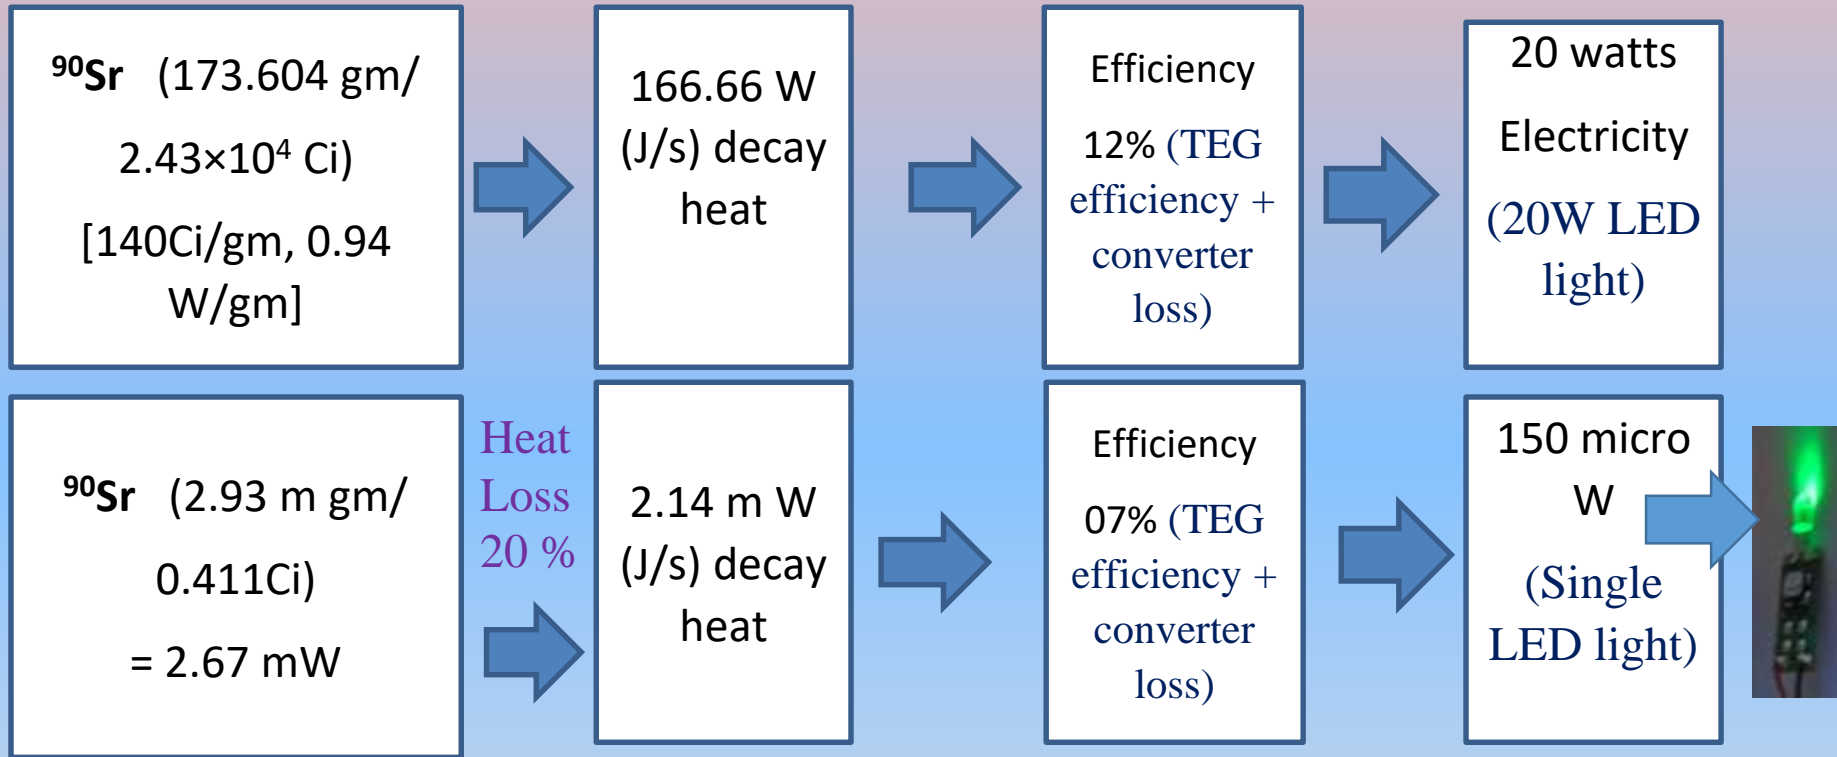 ⁹⁰Sr (173.604 gm/
2.43×10⁴ Ci)
[140Ci/gm, 0.94
W/gm]
166.66 W
(J/s) decay
heat
Efficiency
12% (TEG
efficiency +
converter
loss)
20 watts
Electricity
(20W LED
light)
⁹⁰Sr (2.93 m gm/
0.411Ci)
= 2.67 mW
Heat
Loss
20 %
2.14 m W
(J/s) decay
heat
Efficiency
07% (TEG
efficiency +
converter
loss)
150 micro
W
(Single
LED light)